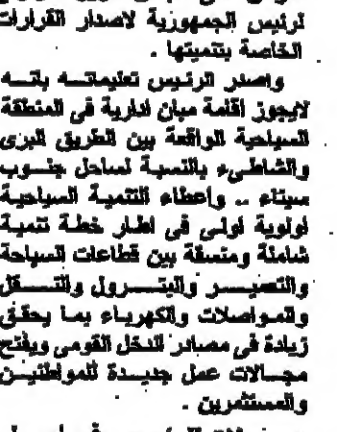 لرئيس الجمهورية لاصدار القرارات
الخاصة بتنميتها .
واصدر الرئيس تعليماته بانه
لايجوز اقامة مبان ادارية فى المنطقة
السياحية الواقعة بين الطريق البرى
والشاطىء بالنسبة لساحل جنوب
سيناء .. واعطاء التنمية السياحية
اولوية اولى فى اطار خطة تنمية
شاملة ومتسقة بين قطاعات السياحة
والتعمير والبترول والنقل
والمواصلات والكهرباء بما يحقق
زيادة فى مصادر الدخل القومى ويفتح
مجالات عمل جديدة للمواطنين
والمستثمرين .